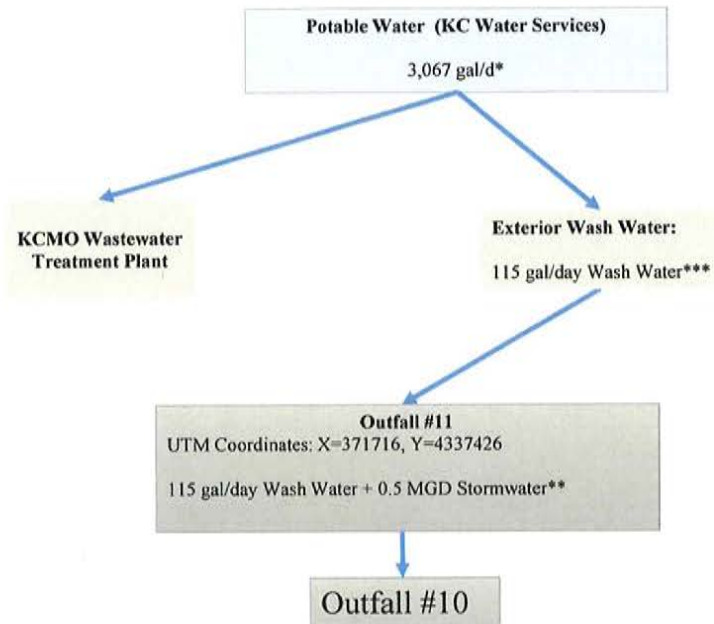 Potable Water (KC Water Services)
3,067 gal/d*
KCMO Wastewater
Treatment Plant
Exterior Wash Water:
115 gal/day Wash Water***
Outfall #11
UTM Coordinates: X=371716, Y=4337426
115 gal/day Wash Water + 0.5 MGD Stormwater**
Outfall #10